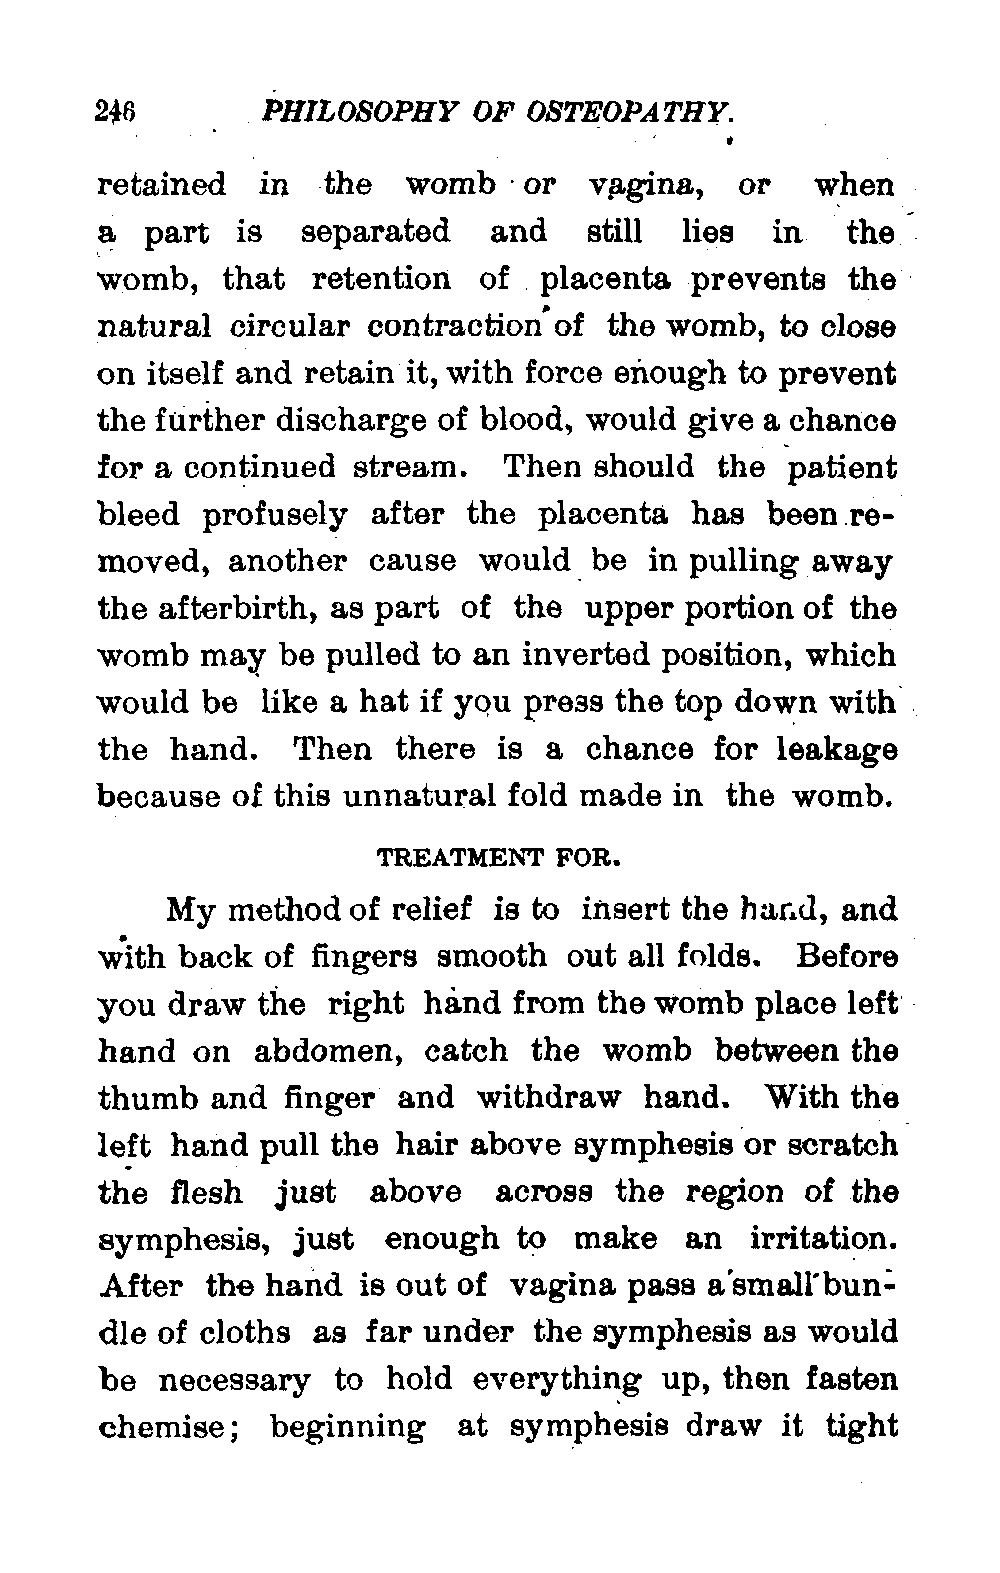 246 PHILOSOPHY OF OSTEOPATHY.
retained in the womb or vagina, or when
a part is separated and still lies in the
womb, that retention of placenta prevents the
natural circular contraction of the womb, to close
on itself and retain it, with force enough to prevent
the further discharge of blood, would give a chance
for a continued stream. Then should the patient
bleed profusely after the placenta has been re-
moved, another cause would be in pulling away
the afterbirth, as part of the upper portion of the
womb may be pulled to an inverted position, which
would be like a hat if you press the top down with
the hand. Then there is a chance for leakage
because of this unnatural fold made in the womb.
TREATMENT FOR.
My method of relief is to insert the hand, and
with back of fingers smooth out all folds. Before
you draw the right hand from the womb place left
hand on abdomen, catch the womb between the
thumb and finger and withdraw hand. With the
left hand pull the hair above symphesis or scratch
the flesh just above across the region of the
symphesis, just enough to make an irritation.
After the hand is out of vagina pass a small bun-
dle of cloths as far under the symphesis as would
be necessary to hold everything up, then fasten
chemise; beginning at symphesis draw it tight